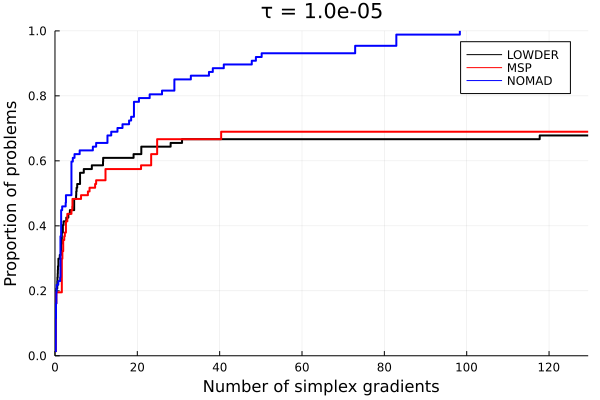 τ = 1.0e-05
Proportion of problems
1.0
0.8
0.6
0.4
0.2
0.0
LOWDER
MSP
NOMAD
0 20 40 60 80 100 120
Number of simplex gradients